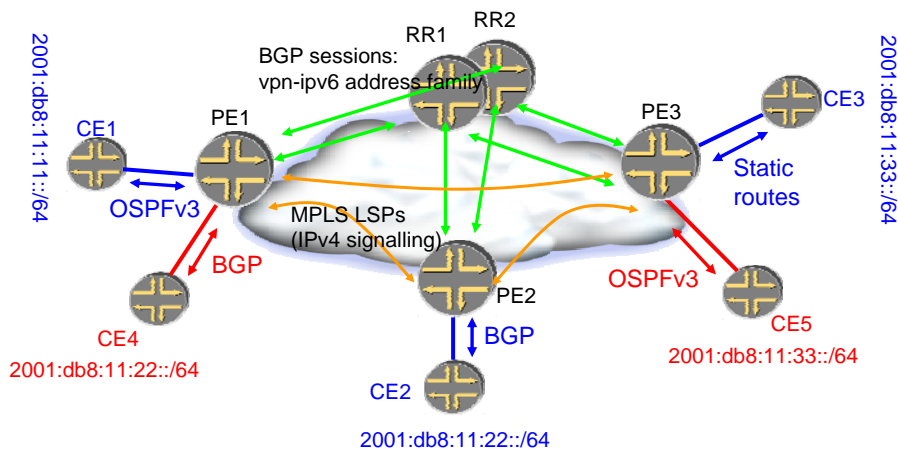 RR2
RR1
BGP sessions:
vpn-ipv6 address family
2001:db8:11:11::/64
CE1
PE1
PE3
CE3
2001:db8:11:33::/64
OSPFv3
Static
routes
MPLS LSPs
(IPv4 signalling)
BGP
OSPFv3
PE2
CE4
BGP
CE5
2001:db8:11:22::/64
2001:db8:11:33::/64
CE2
2001:db8:11:22::/64